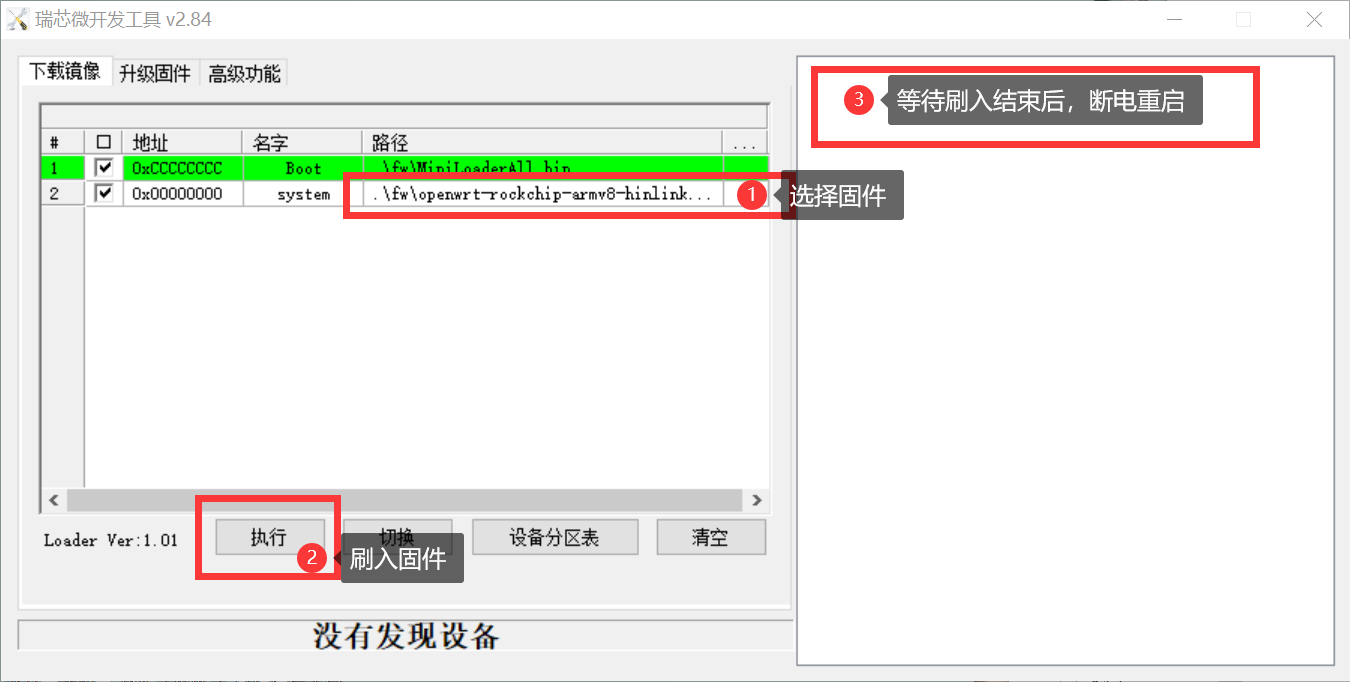 瑞芯微开发工具 v2.84
下载镜像 升级固件 高级功能
# 地址 名字 路径 ...
1 0xCCCCCCCC Boot .\fw\MiniLoaderAll.bin
2 0x00000000 system .\fw\openwrt-rockchip-armv8-hinlink...
1 选择固件
3 等待刷入结束后，断电重启
Loader Ver:1.01 执行 切换 设备分区表 清空
2 刷入固件
没有发现设备